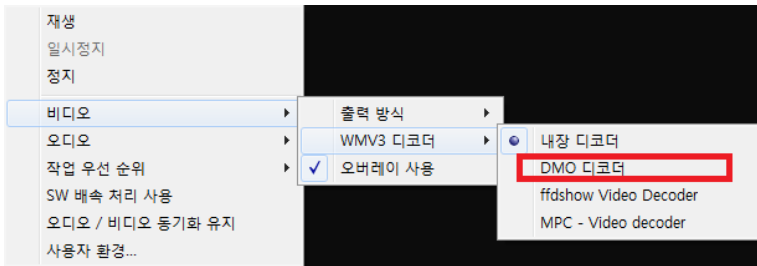 재생
일시정지
정지
비디오
오디오
작업 우선 순위
SW 배속 처리 사용
오디오 / 비디오 동기화 유지
사용자 환경...
출력 방식
WMV3 디코더
오버레이 사용
내장 디코더
DMO 디코더
ffdshow Video Decoder
MPC - Video decoder